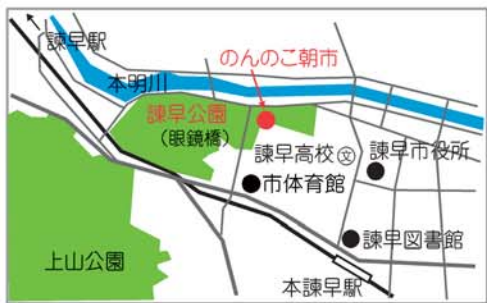 諫早駅
のんのこ朝市
本明川
諫早公園
(眼鏡橋)
諫早高校
文
諫早市役所
市体育館
諫早図書館
上山公園
本諫早駅